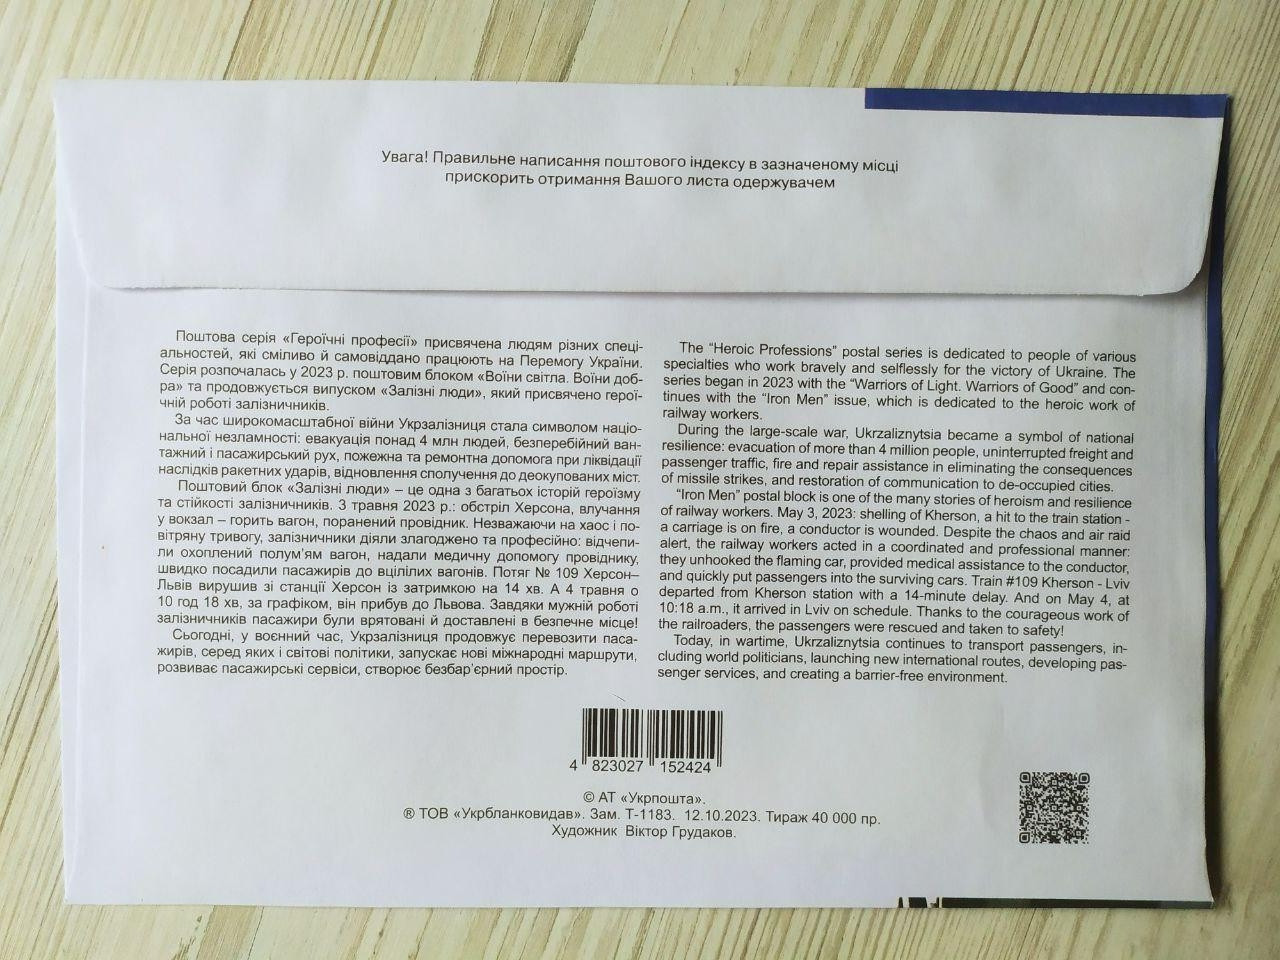 Увага! Правильне написання поштового індексу в зазначеному місці
прискорить отримання Вашого листа одержувачем
Поштова серія «Героїчні професії» присвячена людям різних спеці-
альностей, які сміливо й самовіддано працюють на Перемогу України.
Серія розпочалась у 2023 р. поштовим блоком «Воїни світла. Воїни доб-
ра» та продовжується випуском «Залізні люди», який присвячено герої-
чній роботі залізничників.
За час широкомасштабної війни Укрзалізниця стала символом націо-
нальної незламності: евакуація понад 4 млн людей, безперебійний ван-
тажний і пасажирський рух, пожежна та ремонтна допомога при ліквідації
наслідків ракетних ударів, відновлення сполучення до деокупованих міст.
Поштовий блок «Залізні люди» – це одна з багатьох історій героїзму
та стійкості залізничників. 3 травня 2023 р.: обстріл Херсона, влучання
у вокзал – горить вагон, поранений провідник. Незважаючи на хаос і по-
вітряну тривогу, залізничники діяли злагоджено та професійно: відчепи-
ли охоплений полум'ям вагон, надали медичну допомогу провіднику,
швидко посадили пасажирів до вцілілих вагонів. Потяг № 109 Херсон–
Львів вирушив зі станції Херсон із затримкою на 14 хв. А 4 травня о
10 год 18 хв, за графіком, він прибув до Львова. Завдяки мужній роботі
залізничників пасажири були врятовані й доставлені в безпечне місце!
Сьогодні, у воєнний час, Укрзалізниця продовжує перевозити паса-
жирів, серед яких і світові політики, запускає нові міжнародні маршрути,
розвиває пасажирські сервіси, створює безбар'єрний простір.
The “Heroic Professions” postal series is dedicated to people of various
specialties who work bravely and selflessly for the victory of Ukraine. The
series began in 2023 with the “Warriors of Light. Warriors of Good” and con-
tinues with the “Iron Men” issue, which is dedicated to the heroic work of
railway workers.
During the large-scale war, Ukrzaliznytsia became a symbol of national
resilience: evacuation of more than 4 million people, uninterrupted freight and
passenger traffic, fire and repair assistance in eliminating the consequences
of missile strikes, and restoration of communication to de-occupied cities.
“Iron Men” postal block is one of the many stories of heroism and resilience
of railway workers. May 3, 2023: shelling of Kherson, a hit to the train station -
a carriage is on fire, a conductor is wounded. Despite the chaos and air raid
alert, the railway workers acted in a coordinated and professional manner:
they unhooked the flaming car, provided medical assistance to the conductor,
and quickly put passengers into the surviving cars. Train #109 Kherson - Lviv
departed from Kherson station with a 14-minute delay. And on May 4, at
10:18 a.m., it arrived in Lviv on schedule. Thanks to the courageous work of
the railroaders, the passengers were rescued and taken to safety!
Today, in wartime, Ukrzaliznytsia continues to transport passengers, in-
cluding world politicians, launching new international routes, developing pas-
senger services, and creating a barrier-free environment.
4 823027 152424
© АТ «Укрпошта».
® ТОВ «Укрбланковидав». Зам. Т-1183. 12.10.2023. Тираж 40 000 пр.
Художник Віктор Грудаков.